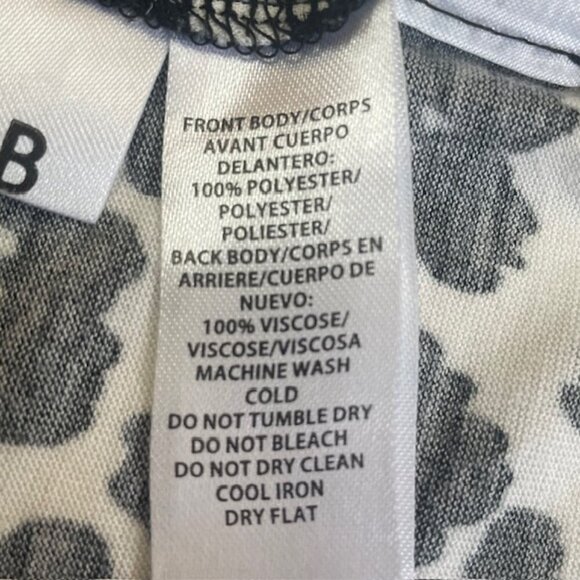 B
FRONT BODY/CORPS
AVANT CUERPO
DELANTERO:
100% POLYESTER/
POLYESTER/
POLIESTER/
BACK BODY/CORPS EN
ARRIERE/CUERPO DE
NUEVO:
100% VISCOSE/
VISCOSE/VISCOSA
MACHINE WASH
COLD
DO NOT TUMBLE DRY
DO NOT BLEACH
DO NOT DRY CLEAN
COOL IRON
DRY FLAT